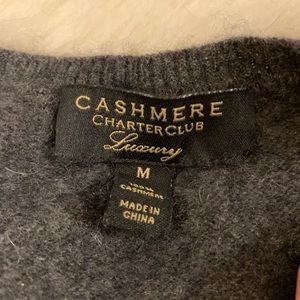 CASHMERE
CHARTER CLUB
Luxury
M
100%
CASHMERE
MADE IN
CHINA